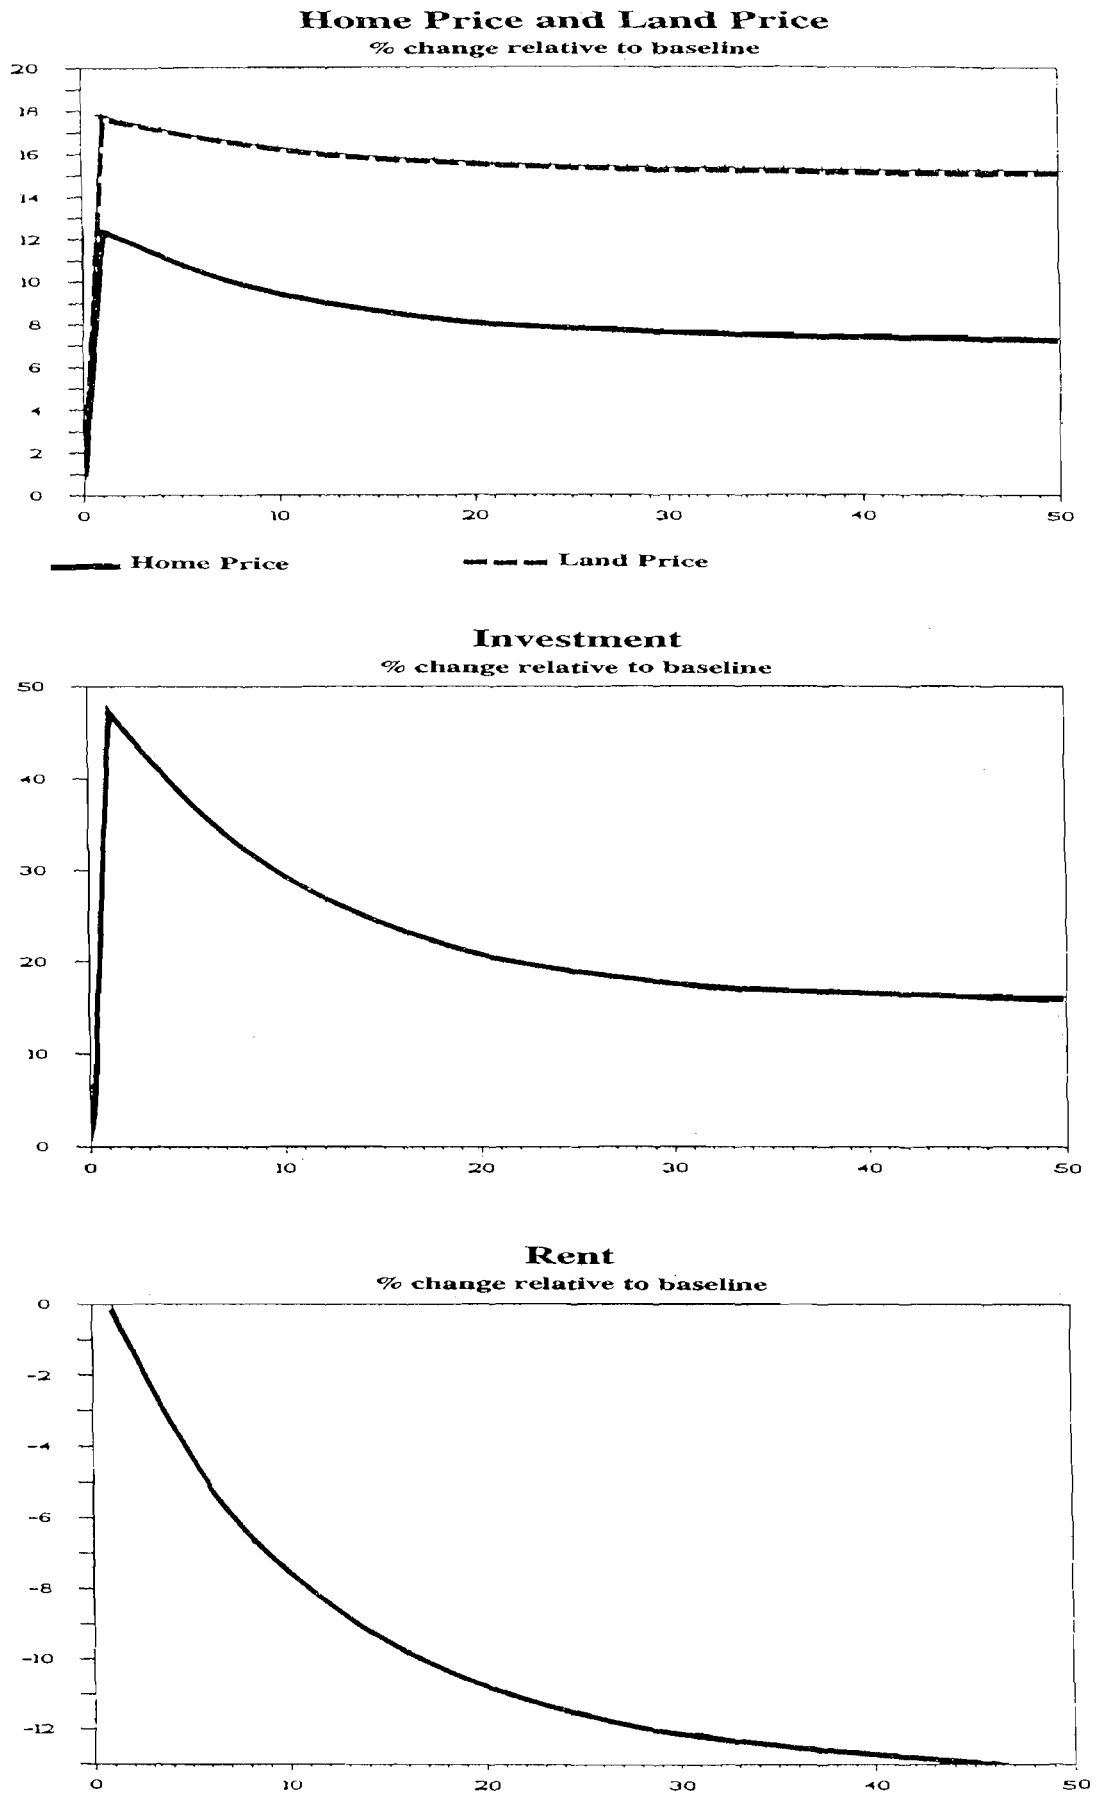 Home Price and Land Price
% change relative to baseline
20
18
16
14
12
10
8
6
4
2
0
0 10 20 30 40 50
Home Price Land Price
Investment
% change relative to baseline
50
40
30
20
10
0
0 10 20 30 40 50
Rent
% change relative to baseline
0
-2
-4
-6
-8
-10
-12
0 10 20 30 40 50